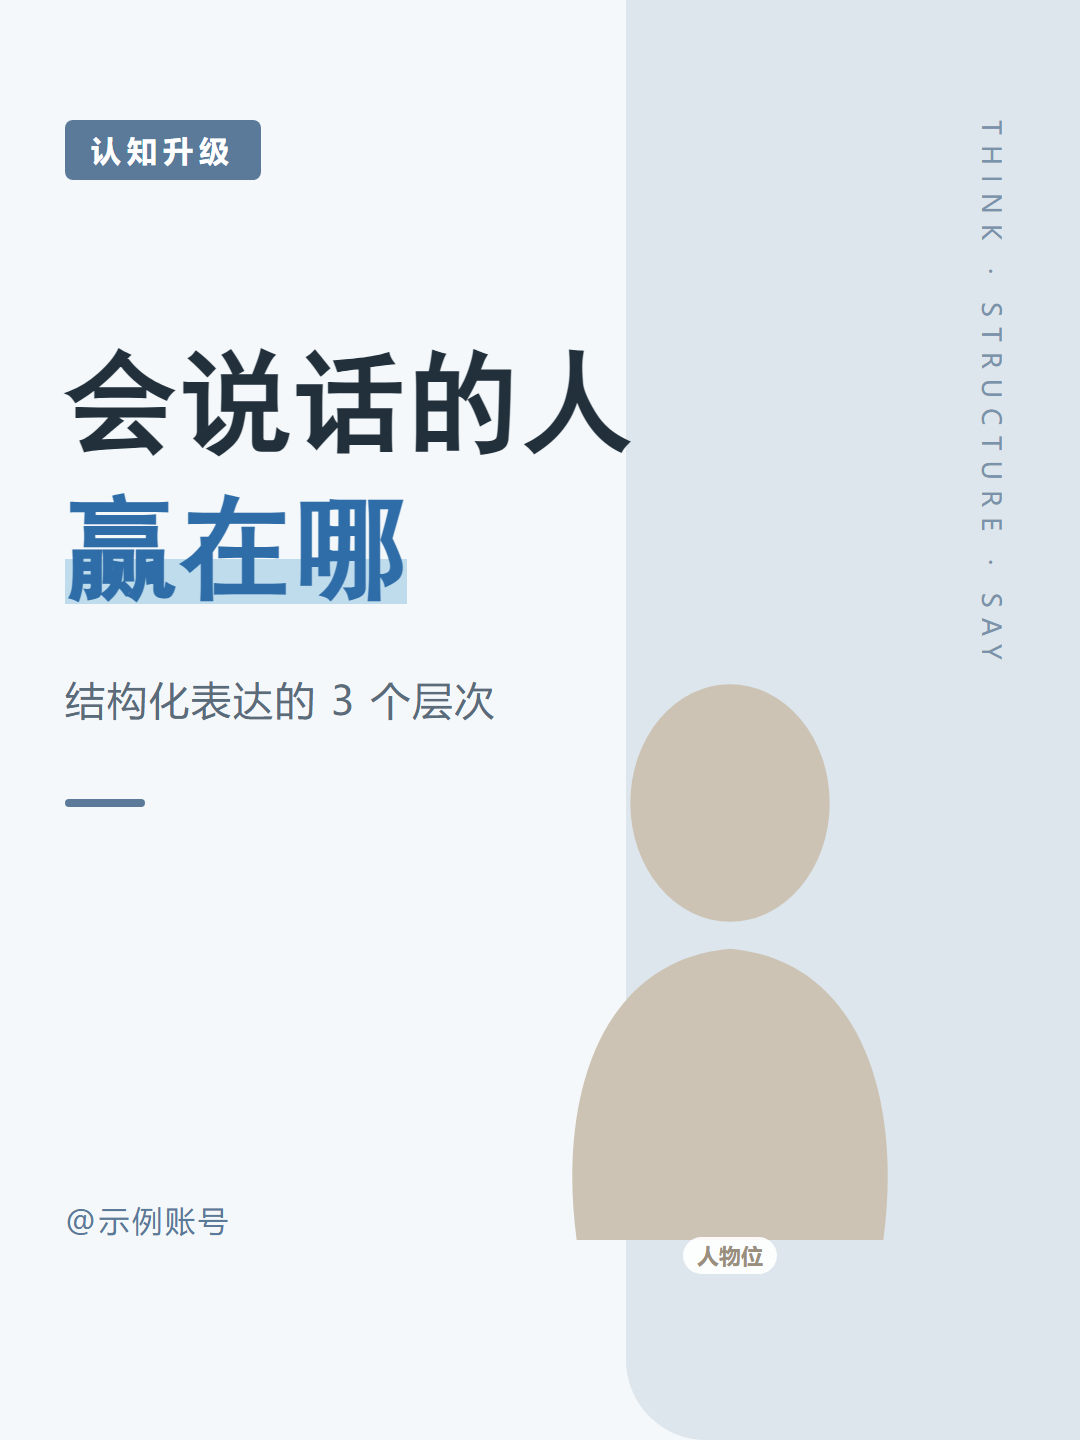 认知升级
会说话的人
赢在哪
结构化表达的 3 个层次
THINK · STRUCTURE · SAY
@示例账号
人物位